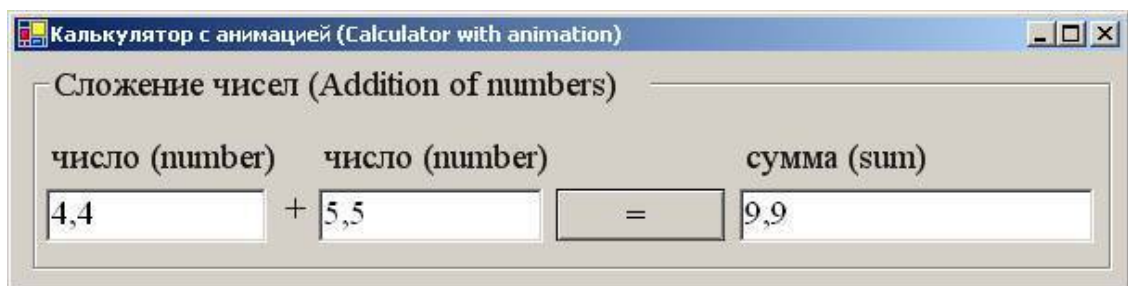 Калькулятор с анимацией (Calculator with animation)
Сложение чисел (Addition of numbers)
число (number) число (number) сумма (sum)
4,4 + 5,5 = 9,9